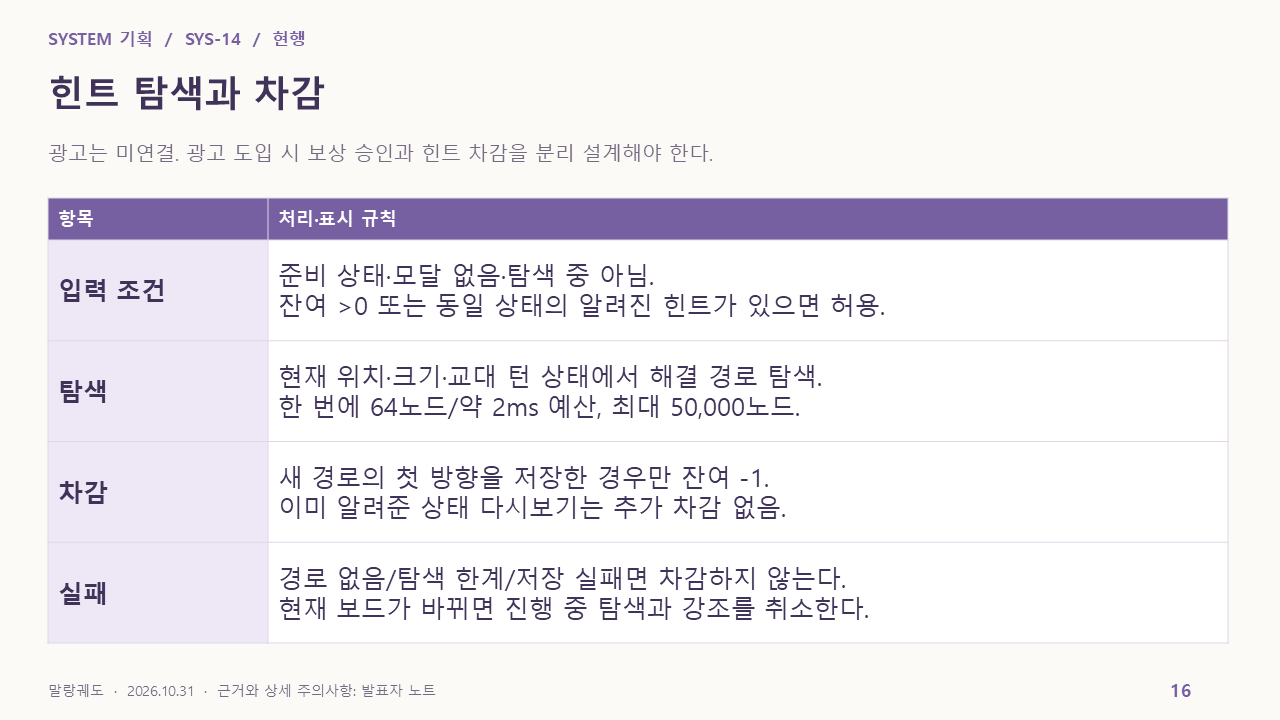 SYSTEM 기획 / SYS-14 / 현행
힌트 탐색과 차감
광고는 미연결. 광고 도입 시 보상 승인과 힌트 차감을 분리 설계해야 한다.
항목
처리·표시 규칙
입력 조건
준비 상태·모달 없음·탐색 중 아님.
잔여 >0 또는 동일 상태의 알려진 힌트가 있으면 허용.
탐색
현재 위치·크기·교대 턴 상태에서 해결 경로 탐색.
한 번에 64노드/약 2ms 예산, 최대 50,000노드.
차감
새 경로의 첫 방향을 저장한 경우만 잔여 -1.
이미 알려준 상태 다시보기는 추가 차감 없음.
실패
경로 없음/탐색 한계/저장 실패면 차감하지 않는다.
현재 보드가 바뀌면 진행 중 탐색과 강조를 취소한다.
말랑궤도 · 2026.10.31 · 근거와 상세 주의사항: 발표자 노트
16